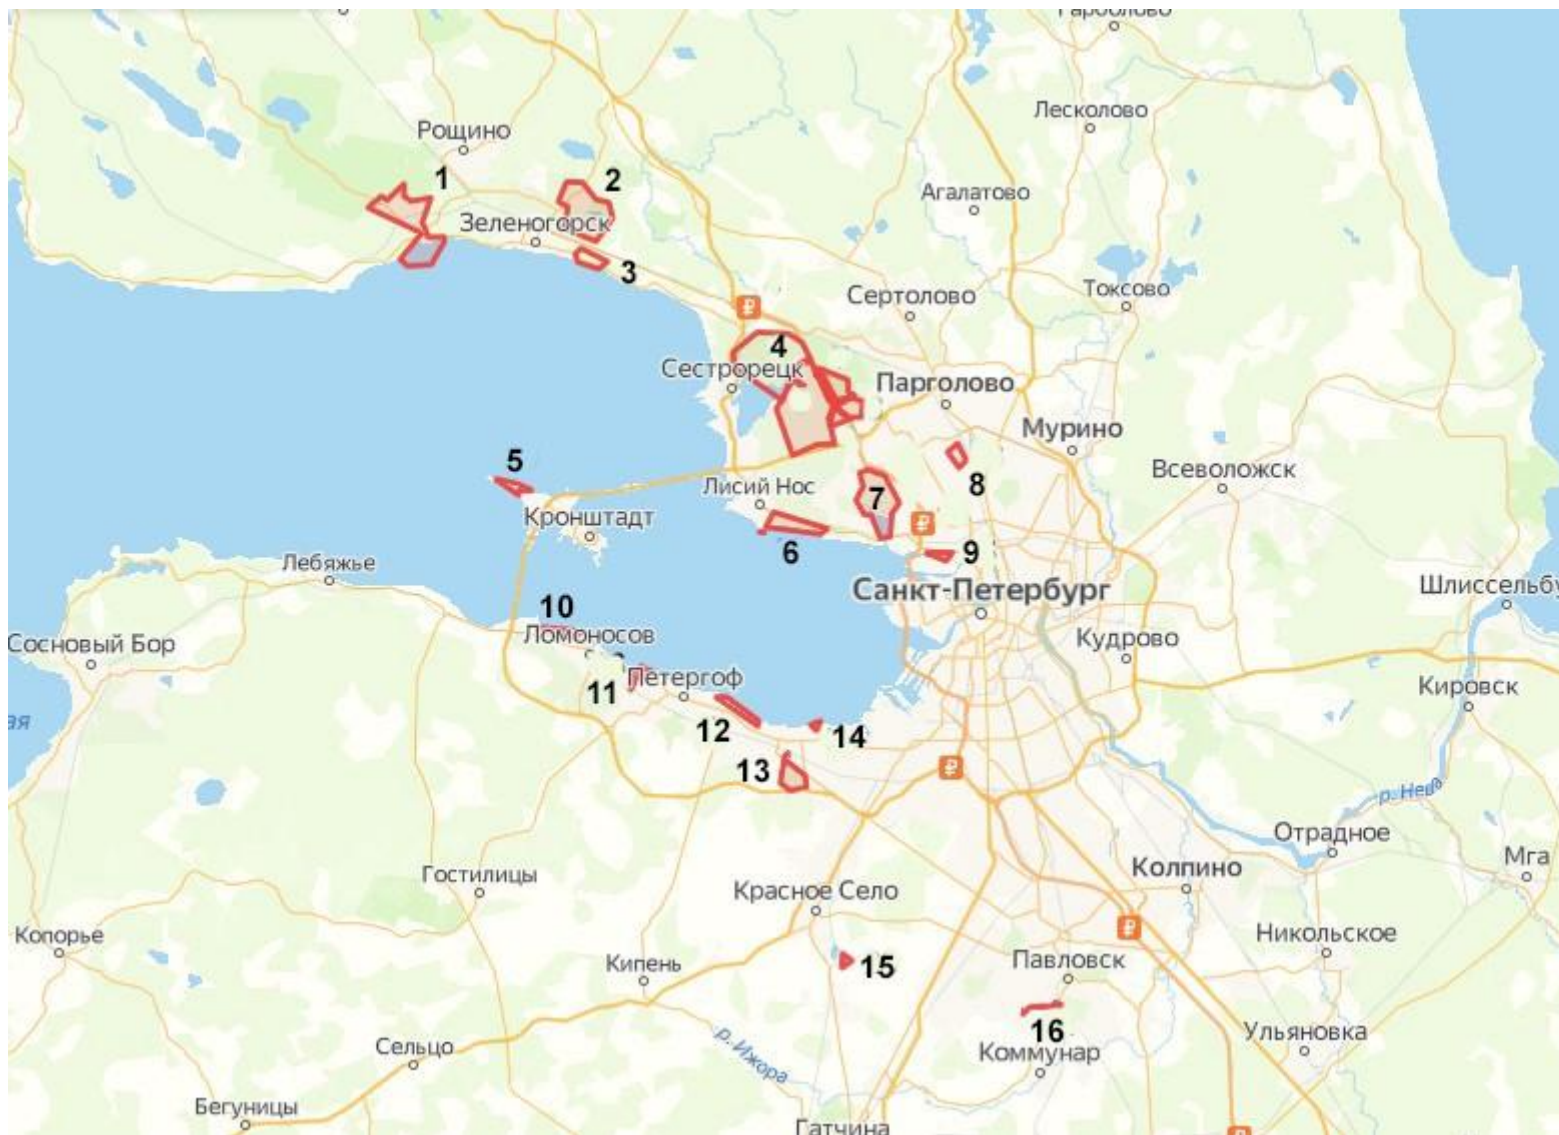 Гарболово
Лесколово
Рощино
1
2
Агалатово
Зеленогорск
3
Токсово
Сертолово
4
Сестрорецк
Парголово
Мурино
5
Всеволожск
8
Лисий Нос
7
Кронштадт
6
9
Лебяжье
Санкт-Петербург
Шлиссельбу
10
Ломоносов
Сосновый Бор
Кудрово
Петергоф
11
Кировск
ая
12
14
13
р. Нева
Отрадное
Мга
Гостилицы
Колпино
Красное Село
Копорье
Никольское
Кипень
15
Павловск
16
Ульяновка
Сельцо
р. Ижора
Коммунар
Бегуницы
Гатчина